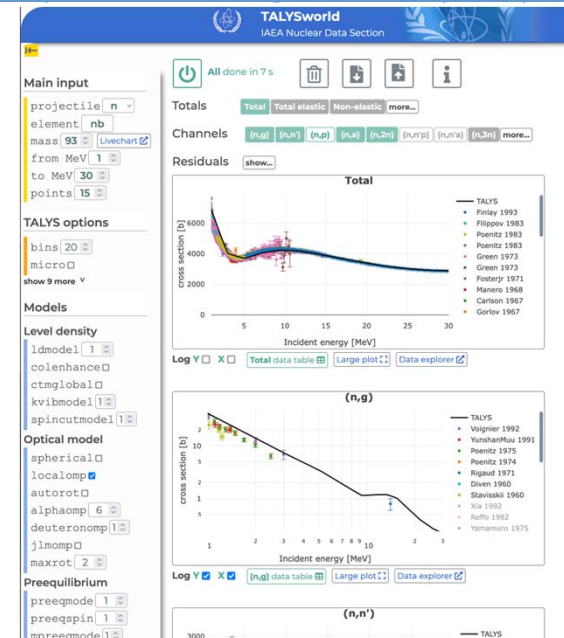 TALYSworld
IAEA Nuclear Data Section
Main input
projectile n
element nb
mass 93 Livechart
from MeV 1
to MeV 30
points 15
TALYS options
bins 20
micro
show 9 more
Models
Level density
ldmodel 1
colenhance
ctmglobal
kvibmodel 1
spincutmodel 1
Optical model
spherical
localomp
autorot
alphaomp 6
deuteronomp 1
jlmomp
maxrot 2
Preequilibrium
preeqmode 1
preeqspin 1
mpreeqmode 1
All done in 7 s
Totals Total Total elastic Non-elastic more...
Channels (n,g) (n,n') (n,p) (n,a) (n,2n) (n,n'p) (n,n'a) (n,3n) more...
Residuals show...
Total
cross section [b]
6000
4000
2000
0
5 10 15 20 25 30
Incident energy [MeV]
TALYS
Finlay 1993
Filippov 1983
Poenitz 1983
Poenitz 1983
Green 1973
Green 1973
Fosterjr 1971
Manero 1968
Carlson 1967
Gorlov 1967
Log Y X Total data table Large plot Data explorer
(n,g)
cross section [b]
2
10
5
2
1
5
1 2 3 4 5 6 7 8 9 10 2 3
Incident energy [MeV]
TALYS
Voignier 1992
YunshanMuu 1991
Poenitz 1975
Poenitz 1974
Rigaud 1971
Diven 1960
Stavisskii 1960
Xia 1992
Reffo 1982
Yamamuro 1975
Log Y X (n,g) data table Large plot Data explorer
(n,n')
3000
TALYS